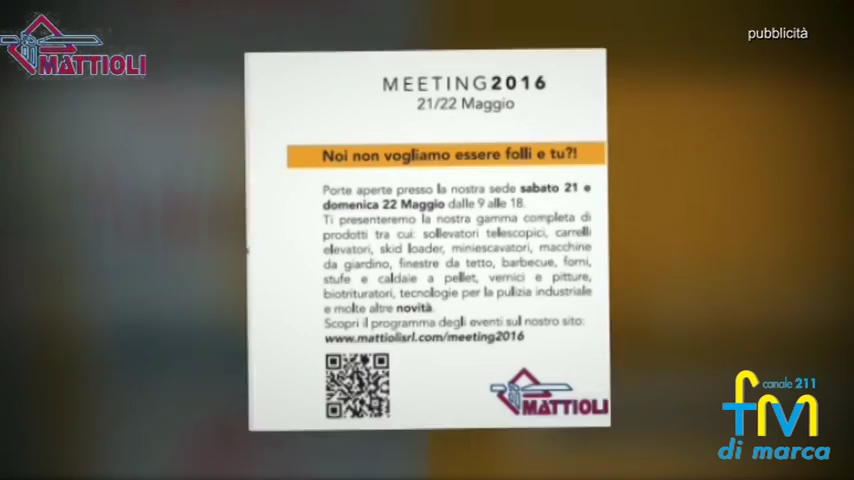 MATTIOLI
pubblicità
MEETING2016
21/22 Maggio
Noi non vogliamo essere folli e tu?!
Porte aperte presso la nostra sede sabato 21 e
domenica 22 Maggio dalle 9 alle 18.
Ti presenteremo la nostra gamma completa di
prodotti tra cui: sollevatori telescopici, carrelli
elevatori, skid loader, miniescavatori, macchine
da giardino, finestre da tetto, barbecue, forni,
stufe e caldaie a pellet, vernici e pitture,
biotrituratori, tecnologie per la pulizia industriale
e molte altre novità.
Scopri il programma degli eventi sul nostro sito:
www.mattiolisrl.com/meeting2016
MATTIOLI
canale 211
fm
di marca